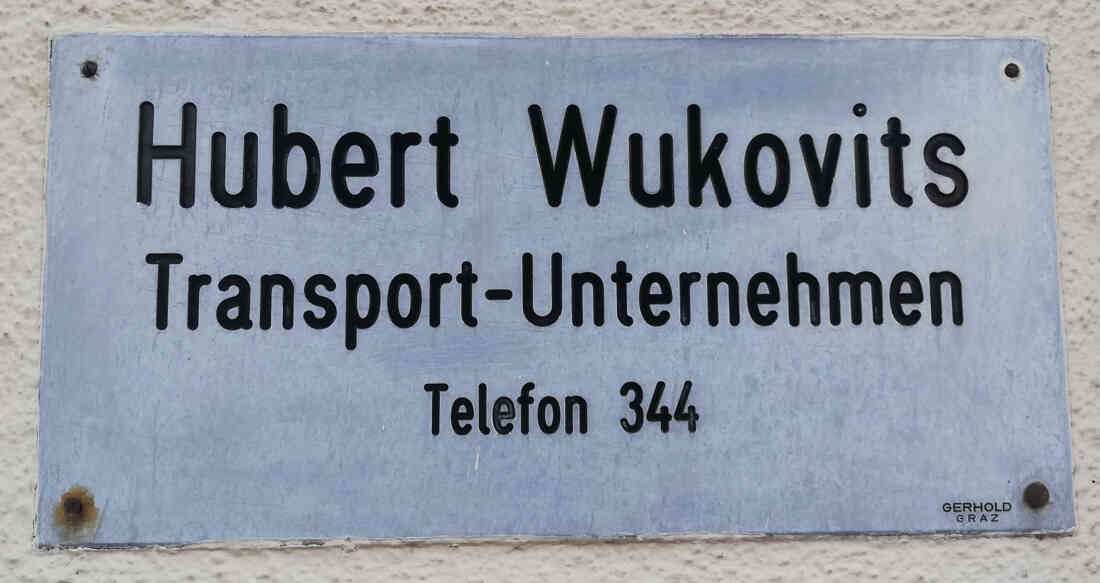 Hubert Wukovits
Transport-Unternehmen
Telefon 344
GERHOLD
GRAZ